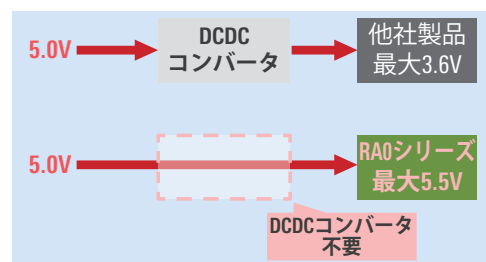 5.0V
DCDC
コンバータ
他社製品
最大3.6V
5.0V
RA0シリーズ
最大5.5V
DCDCコンバータ
不要